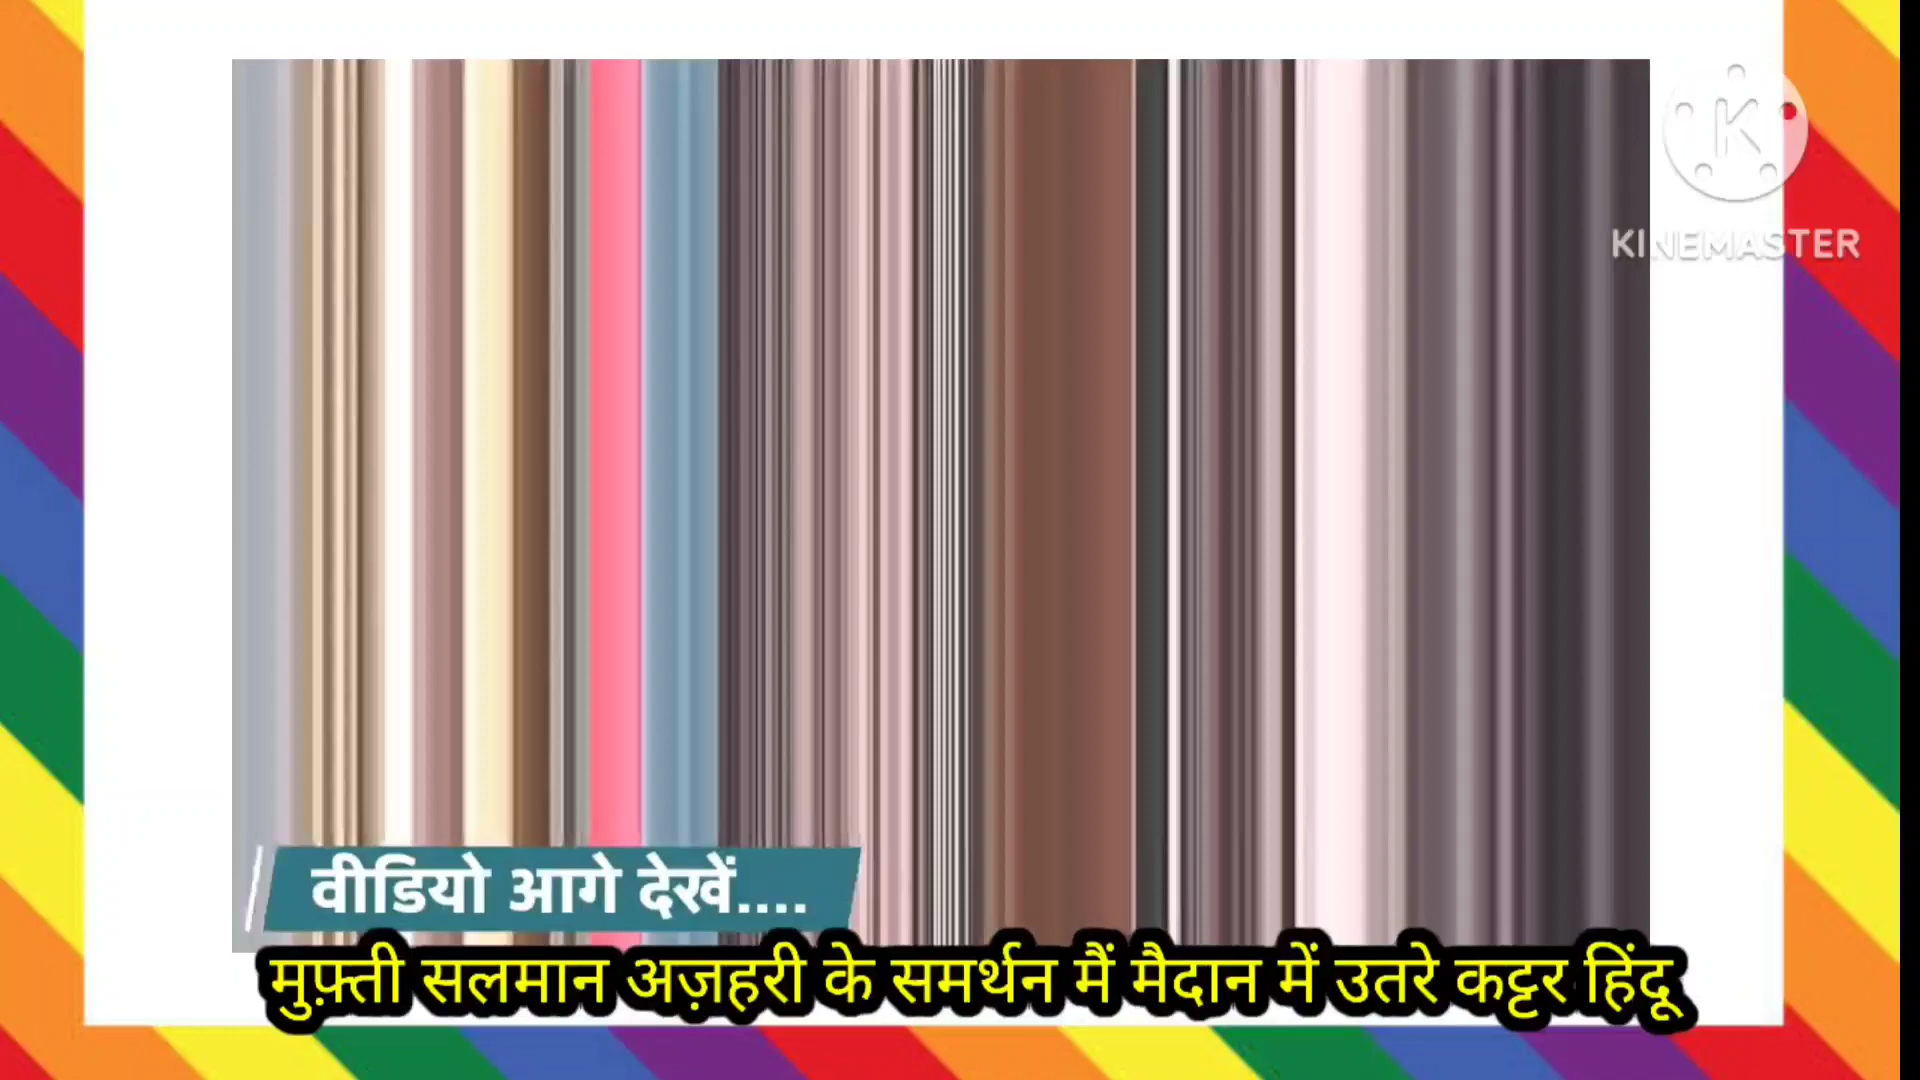 KINEMASTER
वीडियो आगे देखें....
मुफ़्ती सलमान अज़हरी के समर्थन मैं मैदान में उतरे कट्टर हिंदू